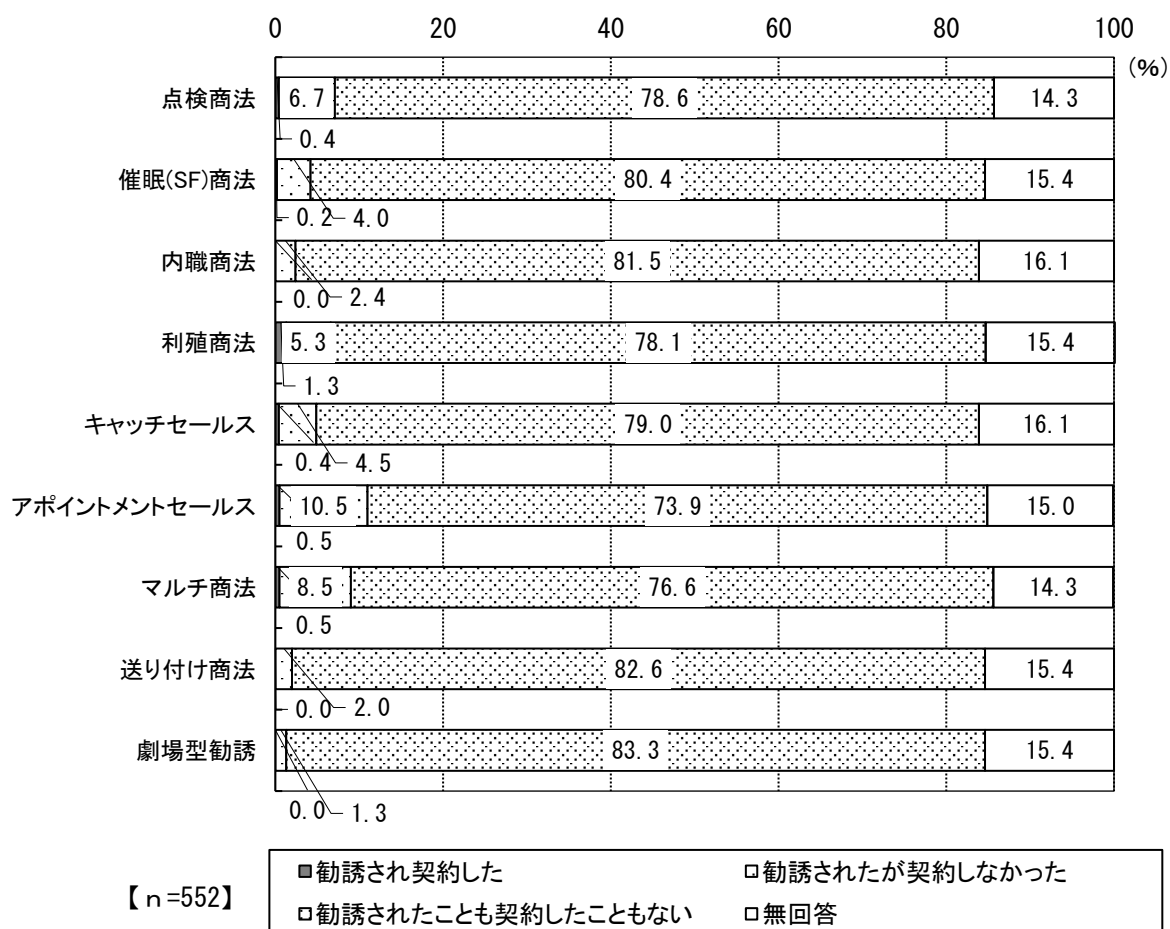 0 20 40 60 80 100
(%)
点検商法 6.7 78.6 14.3
0.4
催眠(SF)商法 80.4 15.4
0.2 4.0
内職商法 81.5 16.1
0.0 2.4
利殖商法 5.3 78.1 15.4
1.3
キャッチセールス 79.0 16.1
0.4 4.5
アポイントメントセールス 10.5 73.9 15.0
0.5
マルチ商法 8.5 76.6 14.3
0.5
送り付け商法 82.6 15.4
0.0 2.0
劇場型勧誘 83.3 15.4
0.0 1.3
【n=552】
勧誘され契約した 勧誘されたが契約しなかった
勧誘されたことも契約したこともない 無回答